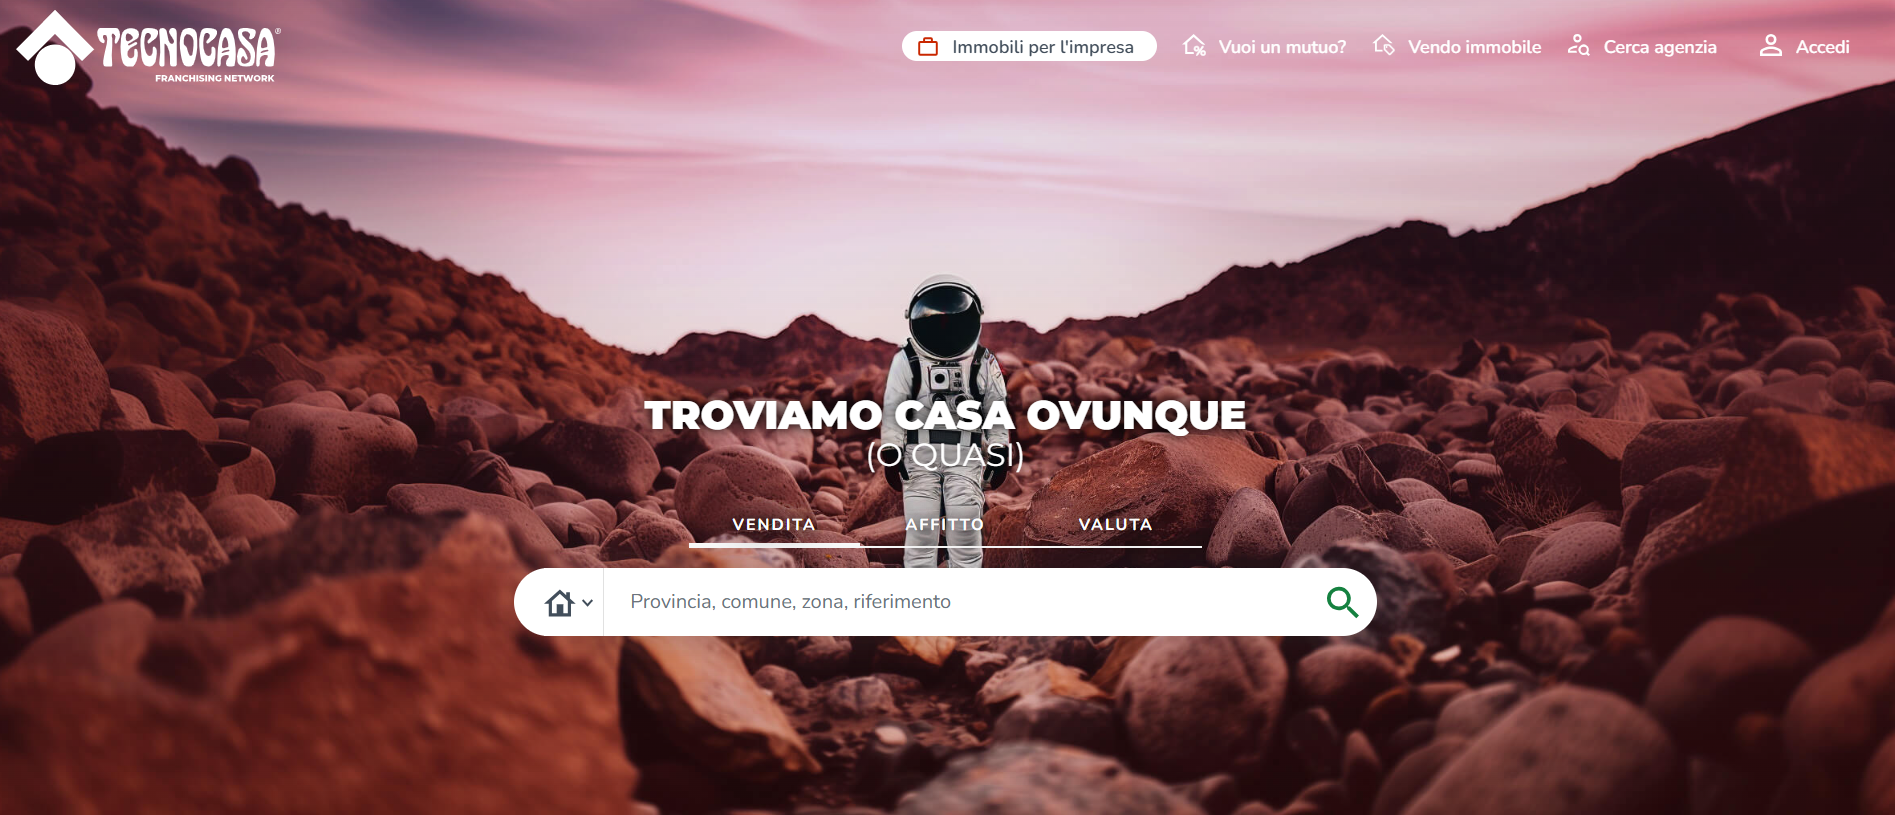 TECNOCASA®
FRANCHISING NETWORK
Immobili per l'impresa
Vuoi un mutuo?
Vendo immobile
Cerca agenzia
Accedi
TROVIAMO CASA OVUNQUE
(O QUASI)
VENDITA
AFFITTO
VALUTA
Provincia, comune, zona, riferimento